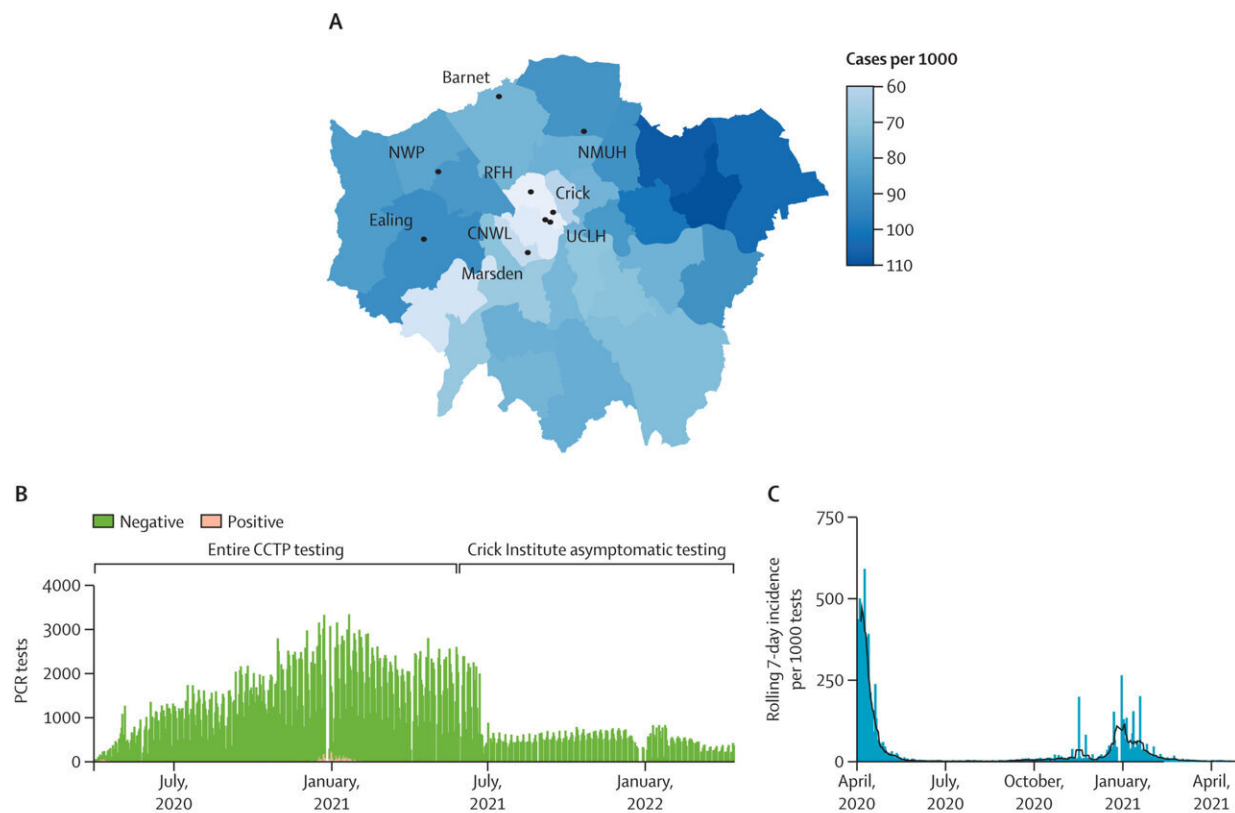 A
Cases per 1000
60
70
80
90
100
110
Barnet
NWP
NMUH
RFH
Crick
Ealing
CNWL
UCLH
Marsden
B
Negative
Positive
Entire CCTP testing
Crick Institute asymptomatic testing
PCR tests
4000
3000
2000
1000
0
July,
2020
January,
2021
July,
2021
January,
2022
C
Rolling 7-day incidence
per 1000 tests
750
500
250
0
April,
2020
July,
2020
October,
2020
January,
2021
April,
2021